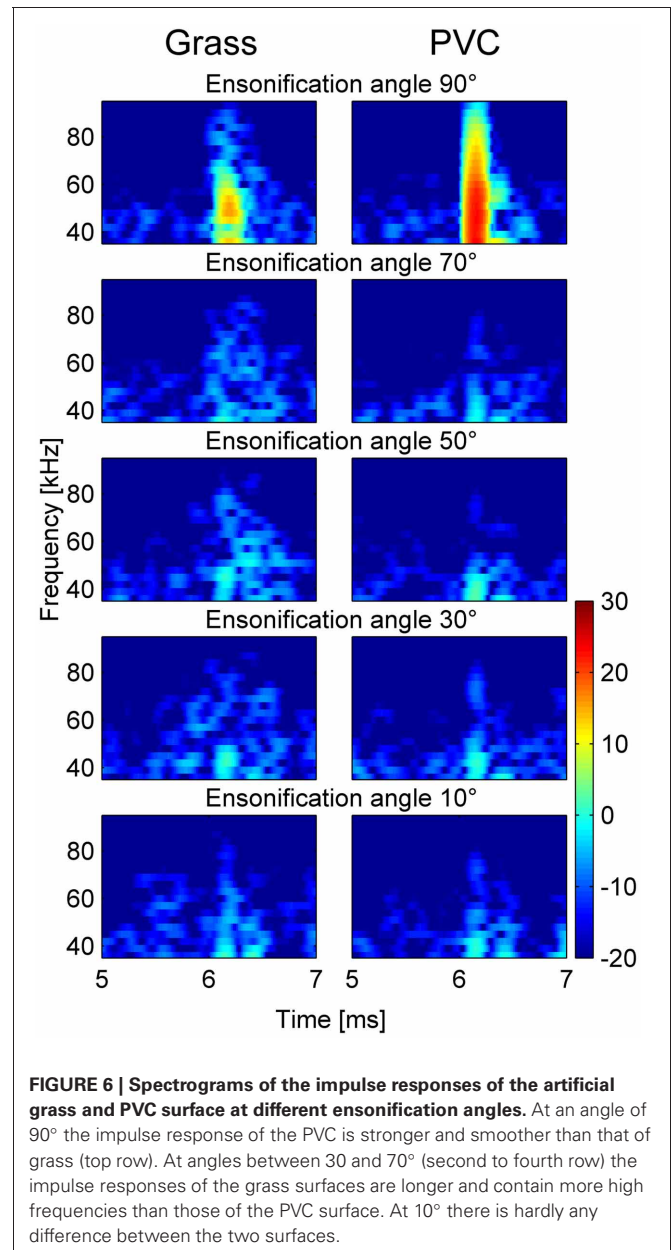 Grass PVC
Ensonification angle 90°
80
60
40
Ensonification angle 70°
80
60
40
Ensonification angle 50°
80
60
40
Frequency [kHz]
Ensonification angle 30°
80
60
40
Ensonification angle 10°
80
60
40
30
20
10
0
-10
-20
5 6 7 5 6 7
Time [ms]
FIGURE 6 | Spectrograms of the impulse responses of the artificial
grass and PVC surface at different ensonification angles. At an angle of
90° the impulse response of the PVC is stronger and smoother than that of
grass (top row). At angles between 30 and 70° (second to fourth row) the
impulse responses of the grass surfaces are longer and contain more high
frequencies than those of the PVC surface. At 10° there is hardly any
difference between the two surfaces.